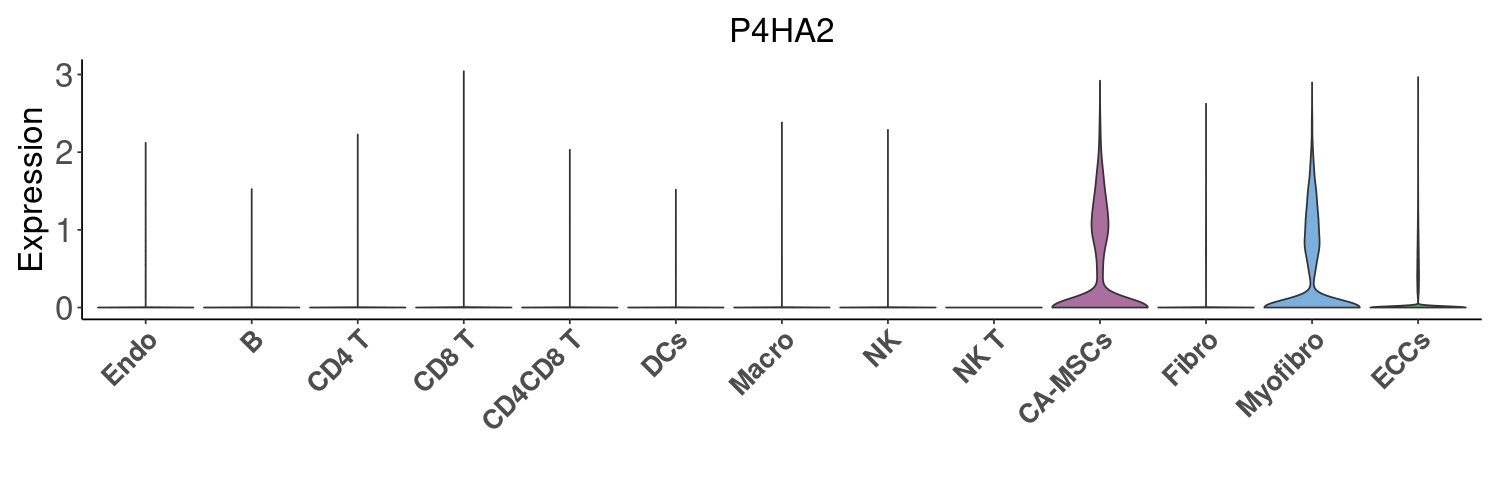 P4HA2
Expression
3
2
1
0
Endo
B
CD4 T
CD8 T
CD4CD8 T
DCs
Macro
NK
NK T
CA-MSCs
Fibro
Myofibro
ECCs